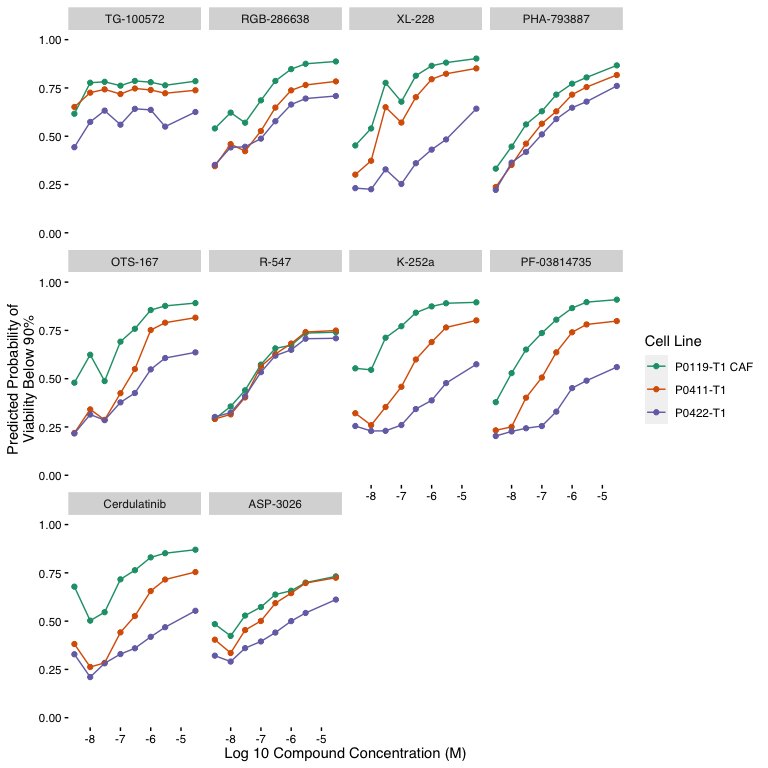 TG-100572 RGB-286638 XL-228 PHA-793887
1.00
0.75
0.50
0.25
0.00
OTS-167 R-547 K-252a PF-03814735
1.00
0.75
0.50
0.25
0.00
-8 -7 -6 -5 -8 -7 -6 -5
Cerdulatinib ASP-3026
1.00
0.75
0.50
0.25
0.00
-8 -7 -6 -5 -8 -7 -6 -5
Log 10 Compound Concentration (M)
Predicted Probability of
Viability Below 90%
Cell Line
P0119-T1 CAF
P0411-T1
P0422-T1